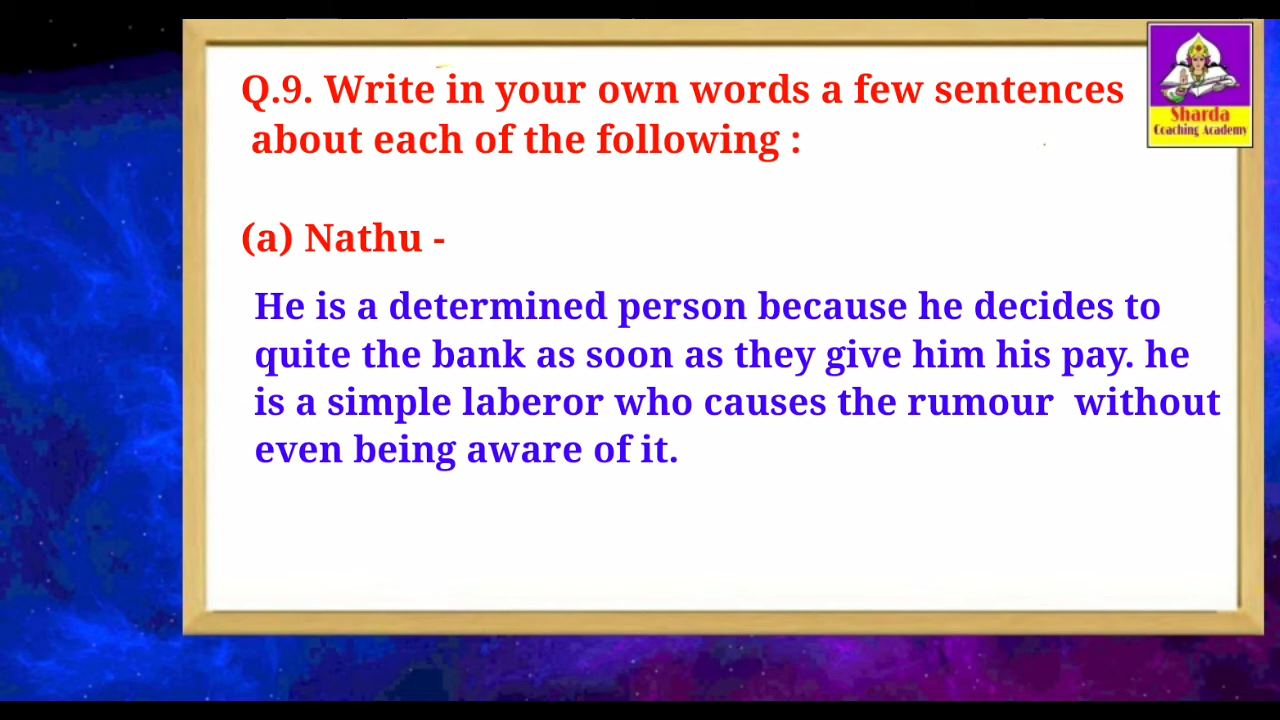 Q.9. Write in your own words a few sentences
about each of the following :
Sharda
Coaching Academy
(a) Nathu -
He is a determined person because he decides to
quite the bank as soon as they give him his pay. he
is a simple laberor who causes the rumour without
even being aware of it.